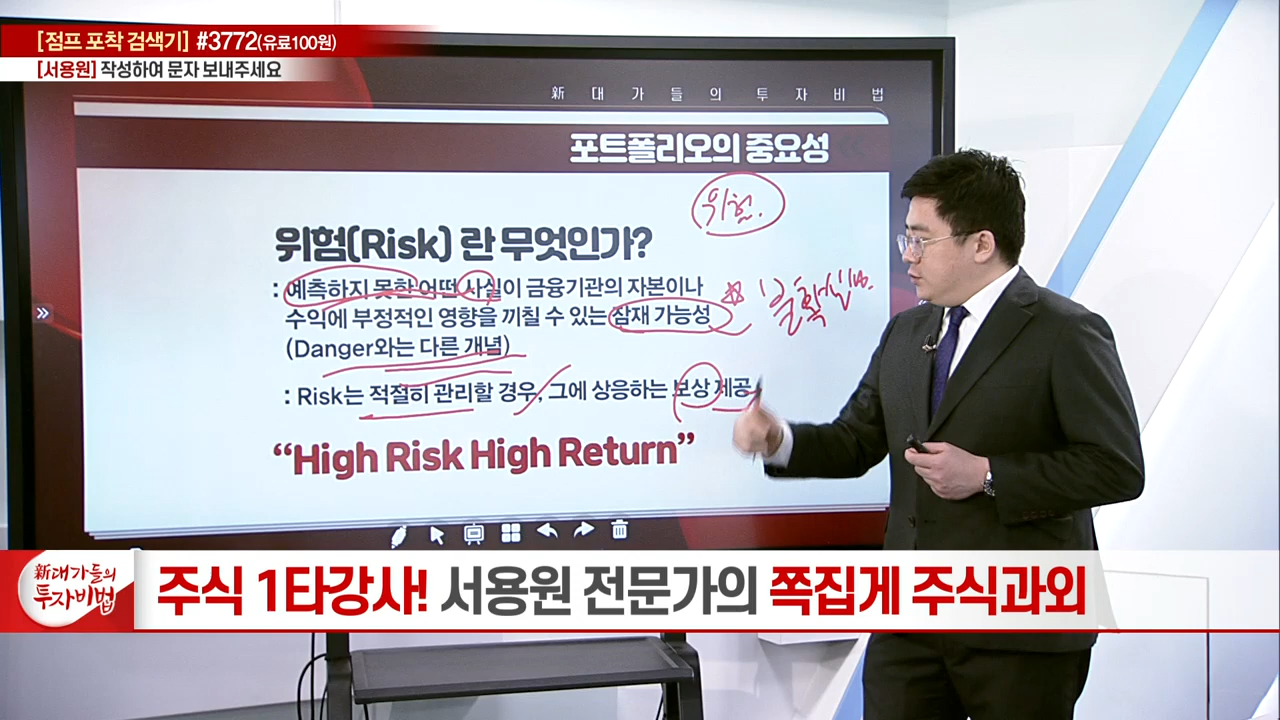 [점프 포착 검색기] #3772(유료100원)
[서용원] 작성하여 문자 보내주세요
新대가들의 투자비법
포트폴리오의 중요성
위험.
위험(Risk) 란 무엇인가?
: 예측하지 못한 어떤 사실이 금융기관의 자본이나
수익에 부정적인 영향을 끼칠 수 있는 잠재 가능성
불확실성.
(Danger와는 다른 개념)
: Risk는 적절히 관리할 경우, 그에 상응하는 보상 제공
“High Risk High Return”
新대가들의
투자비법
주식 1타강사! 서용원 전문가의 쪽집게 주식과외